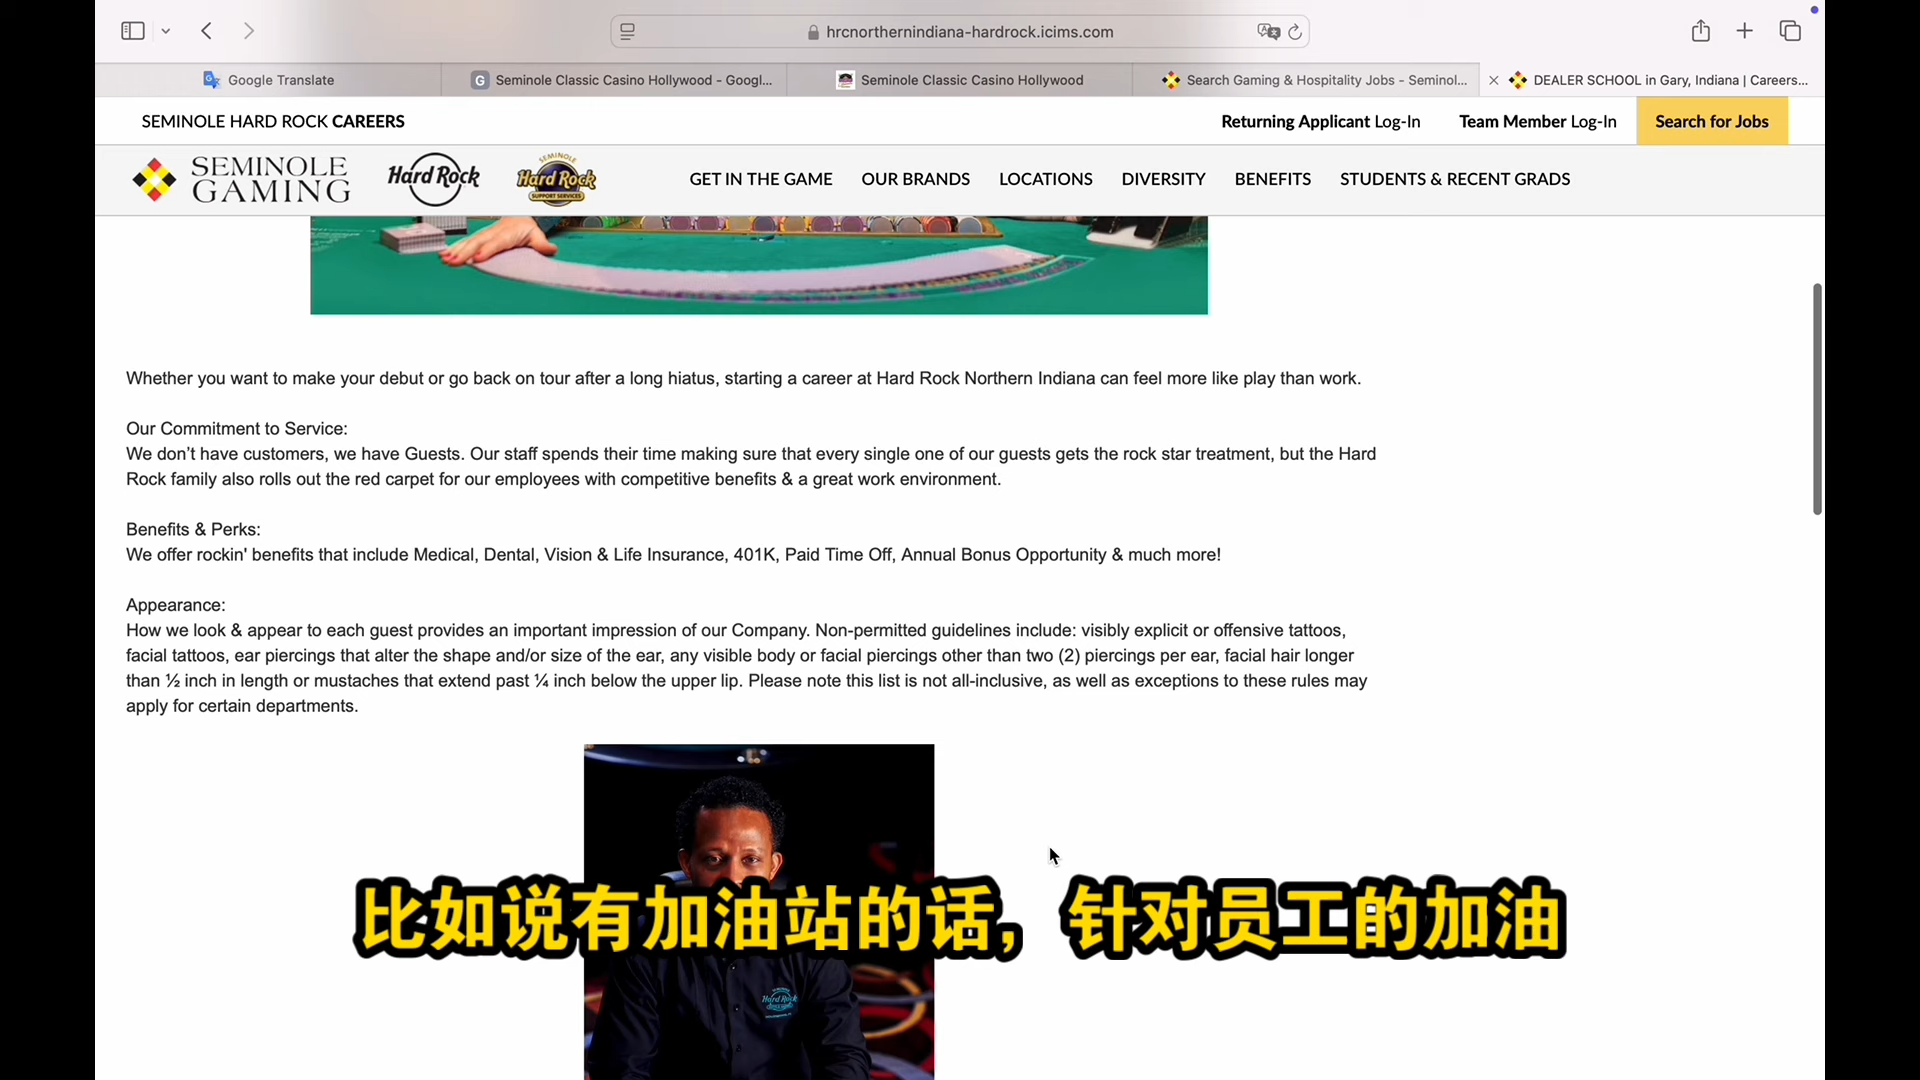 hrcnorthernindiana-hardrock.icims.com
Google Translate
Seminole Classic Casino Hollywood - Googl...
Seminole Classic Casino Hollywood
Search Gaming & Hospitality Jobs - Seminol...
DEALER SCHOOL in Gary, Indiana | Careers...
SEMINOLE HARD ROCK CAREERS
Returning Applicant Log-In
Team Member Log-In
Search for Jobs
SEMINOLE
GAMING
Hard Rock
SEMINOLE
Hard Rock
SUPPORT SERVICES
GET IN THE GAME
OUR BRANDS
LOCATIONS
DIVERSITY
BENEFITS
STUDENTS & RECENT GRADS
Whether you want to make your debut or go back on tour after a long hiatus, starting a career at Hard Rock Northern Indiana can feel more like play than work.
Our Commitment to Service:
We don’t have customers, we have Guests. Our staff spends their time making sure that every single one of our guests gets the rock star treatment, but the Hard
Rock family also rolls out the red carpet for our employees with competitive benefits & a great work environment.
Benefits & Perks:
We offer rockin' benefits that include Medical, Dental, Vision & Life Insurance, 401K, Paid Time Off, Annual Bonus Opportunity & much more!
Appearance:
How we look & appear to each guest provides an important impression of our Company. Non-permitted guidelines include: visibly explicit or offensive tattoos,
facial tattoos, ear piercings that alter the shape and/or size of the ear, any visible body or facial piercings other than two (2) piercings per ear, facial hair longer
than ½ inch in length or mustaches that extend past ¼ inch below the upper lip. Please note this list is not all-inclusive, as well as exceptions to these rules may
apply for certain departments.
比如说有加油站的话，针对员工的加油
Hard Rock